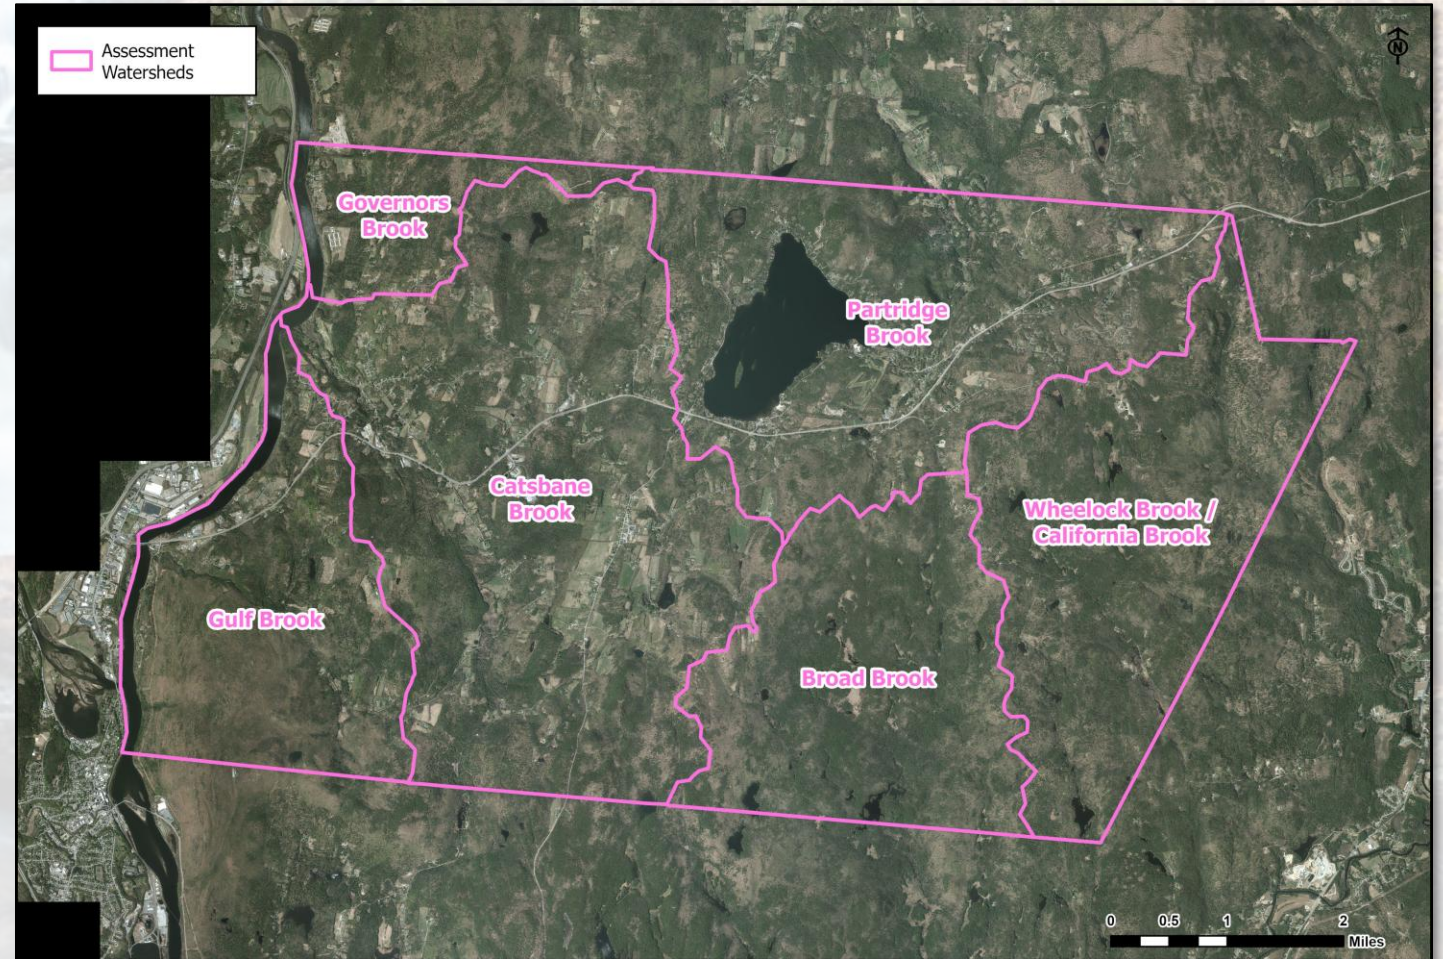 Assessment
Watersheds
N
Governors
Brook
Partridge
Brook
Catsbane
Brook
Wheelock Brook /
California Brook
Gulf Brook
Broad Brook
0 0.5 1 2
Miles